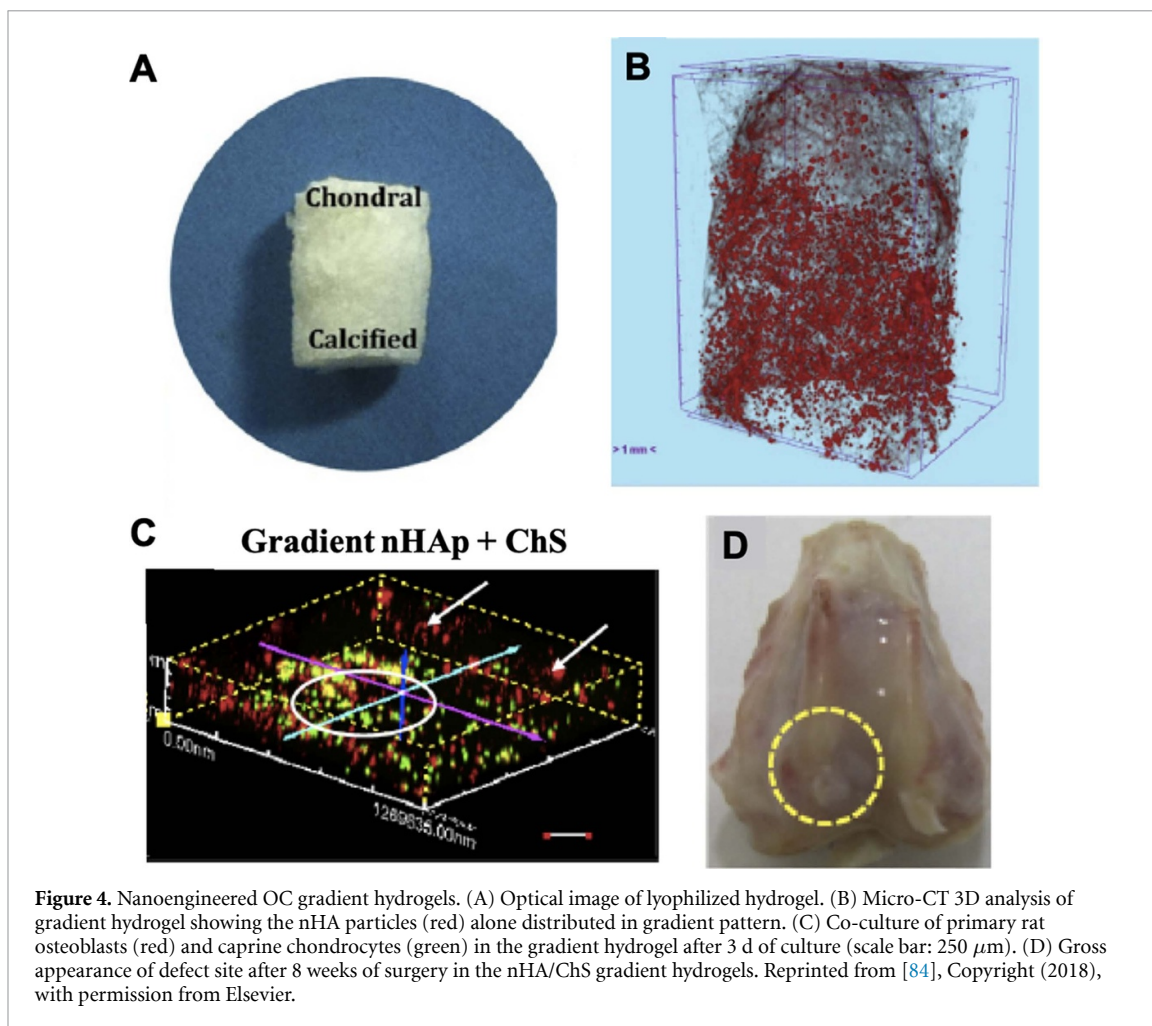 A
Chondral
Calcified
B
>1mm<
C
Gradient nHAp + ChS
0.00nm
1269635.00nm
D
Figure 4. Nanoengineered OC gradient hydrogels. (A) Optical image of lyophilized hydrogel. (B) Micro-CT 3D analysis of
gradient hydrogel showing the nHA particles (red) alone distributed in gradient pattern. (C) Co-culture of primary rat
osteoblasts (red) and caprine chondrocytes (green) in the gradient hydrogel after 3 d of culture (scale bar: 250 μm). (D) Gross
appearance of defect site after 8 weeks of surgery in the nHA/ChS gradient hydrogels. Reprinted from [84], Copyright (2018),
with permission from Elsevier.